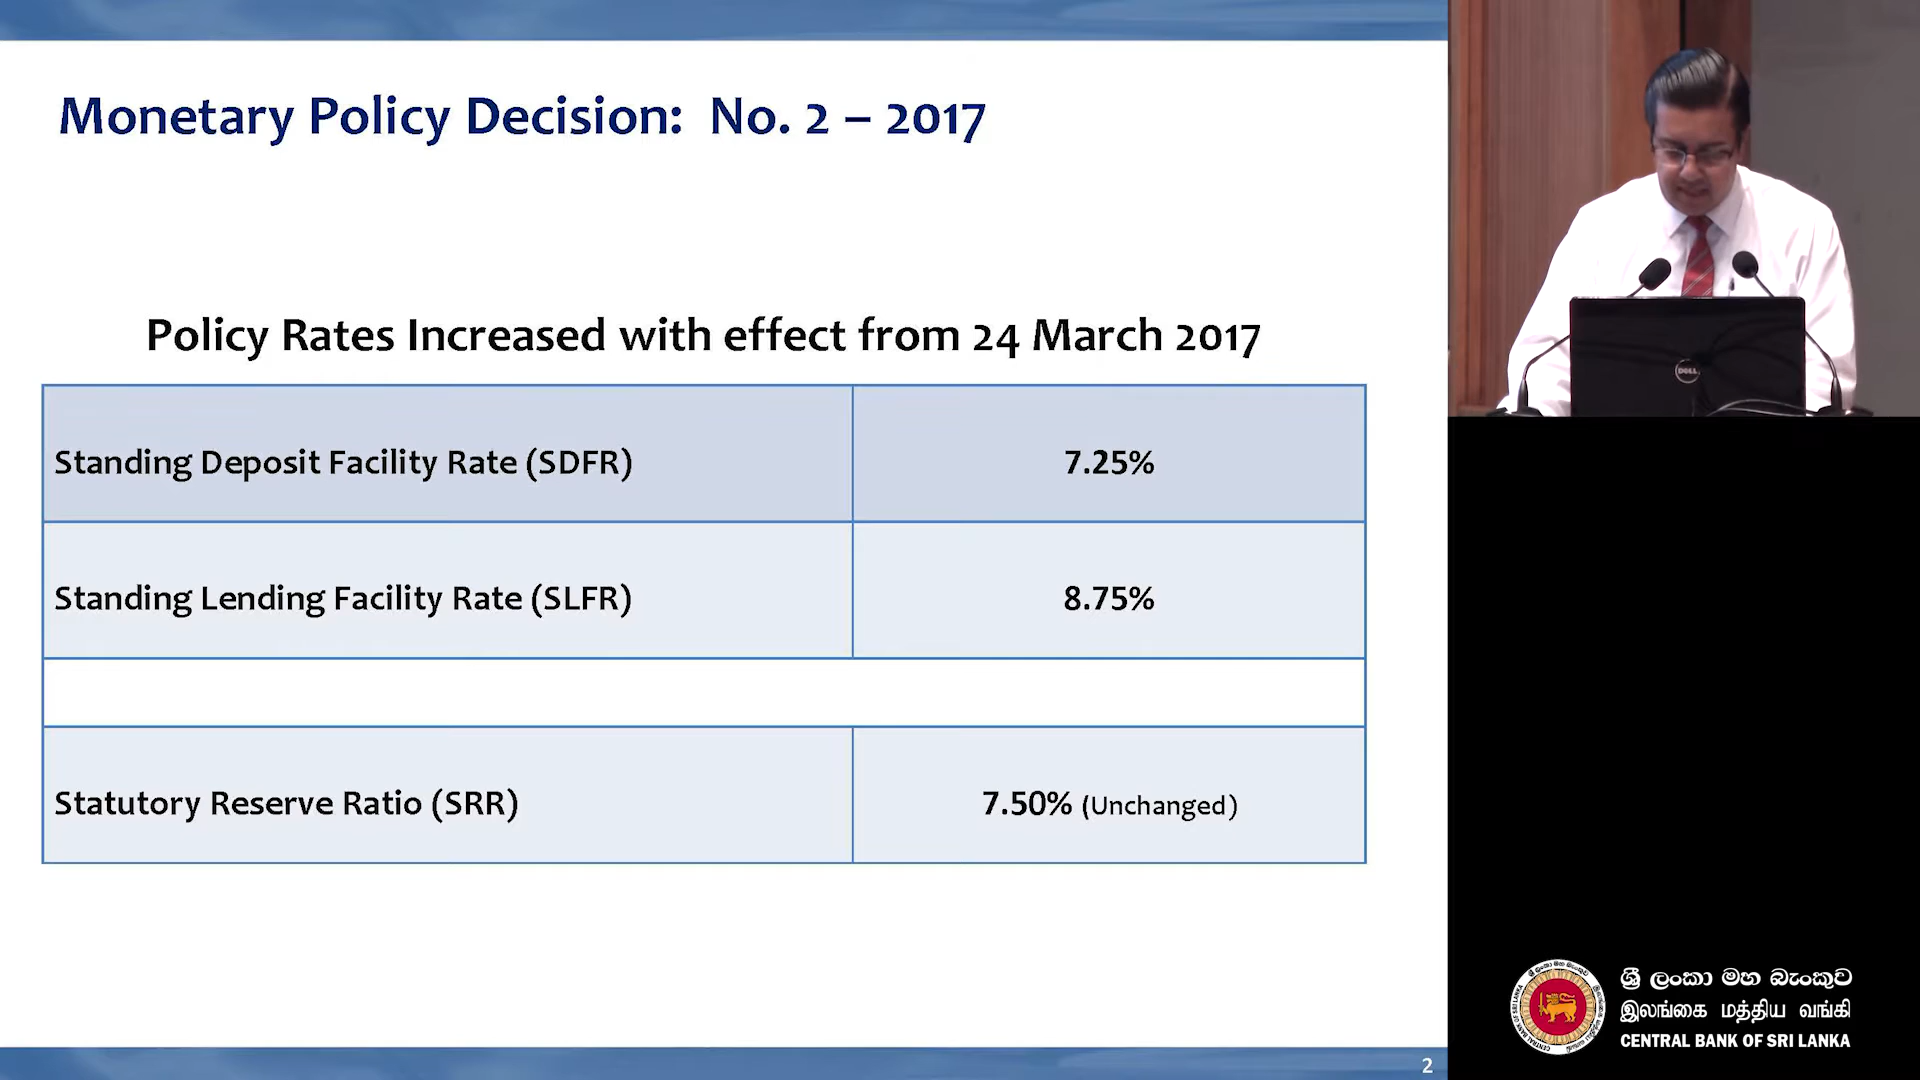 Monetary Policy Decision: No. 2 – 2017
Policy Rates Increased with effect from 24 March 2017
Standing Deposit Facility Rate (SDFR) 7.25%
Standing Lending Facility Rate (SLFR) 8.75%
Statutory Reserve Ratio (SRR) 7.50% (Unchanged)
2
DELL
ශ්‍රී ලංකා මහ බැංකුව
இலங்கை மத்திய வங்கி
CENTRAL BANK OF SRI LANKA